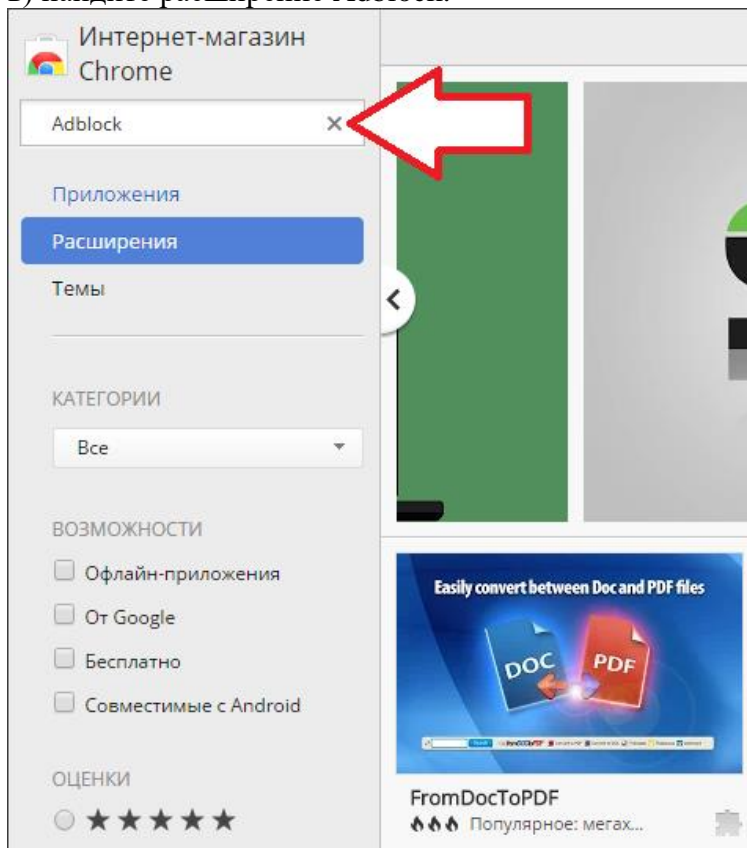 Интернет-магазин
Chrome
Adblock
Приложения
Расширения
Темы
КАТЕГОРИИ
Все
ВОЗМОЖНОСТИ
Офлайн-приложения
От Google
Бесплатно
Совместимые с Android
ОЦЕНКИ
Easily convert between Doc and PDF files
DOC
PDF
FromDocToPDF
Популярное: мегах...